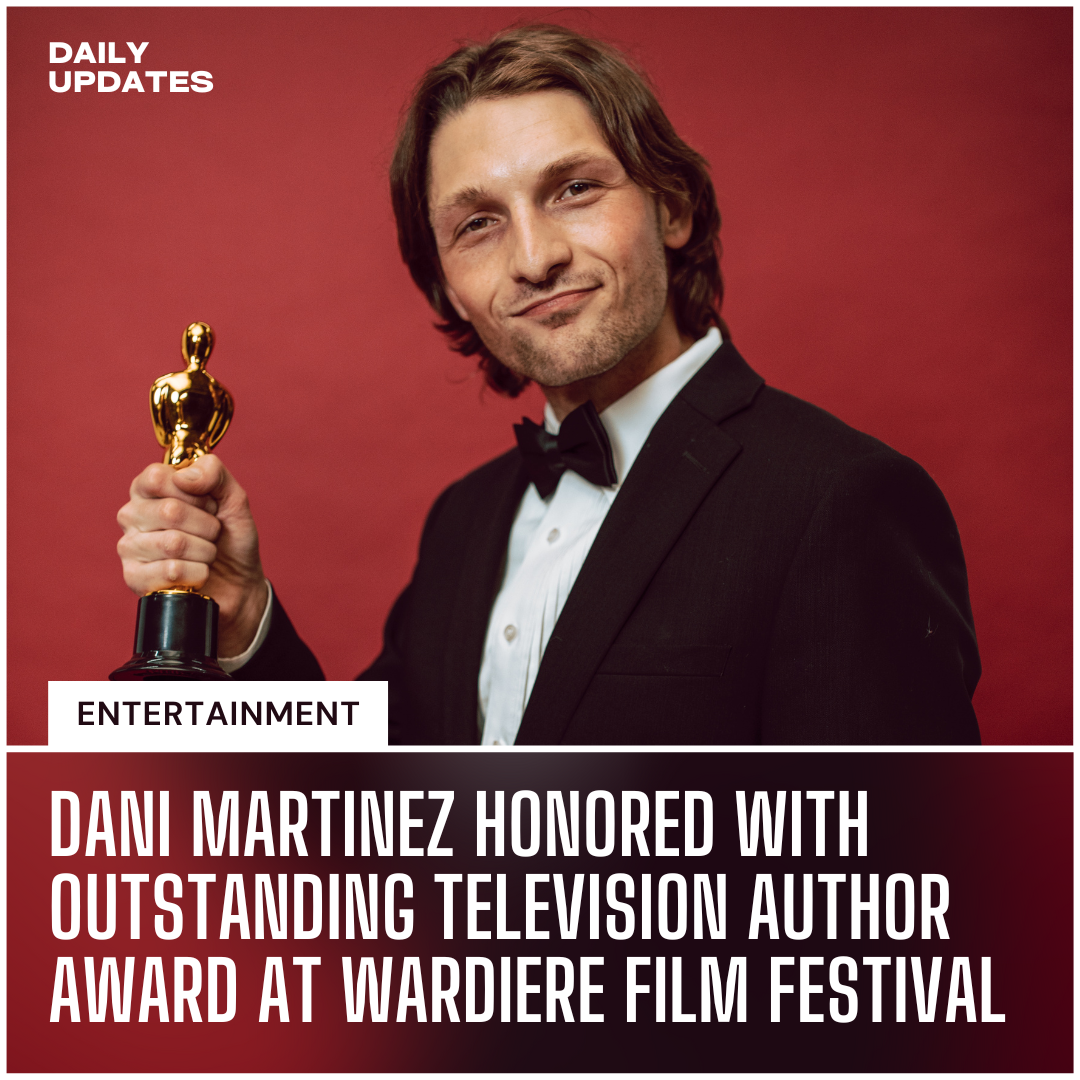 DAILY
UPDATES
ENTERTAINMENT
DANI MARTINEZ HONORED WITH
OUTSTANDING TELEVISION AUTHOR
AWARD AT WARDIERE FILM FESTIVAL